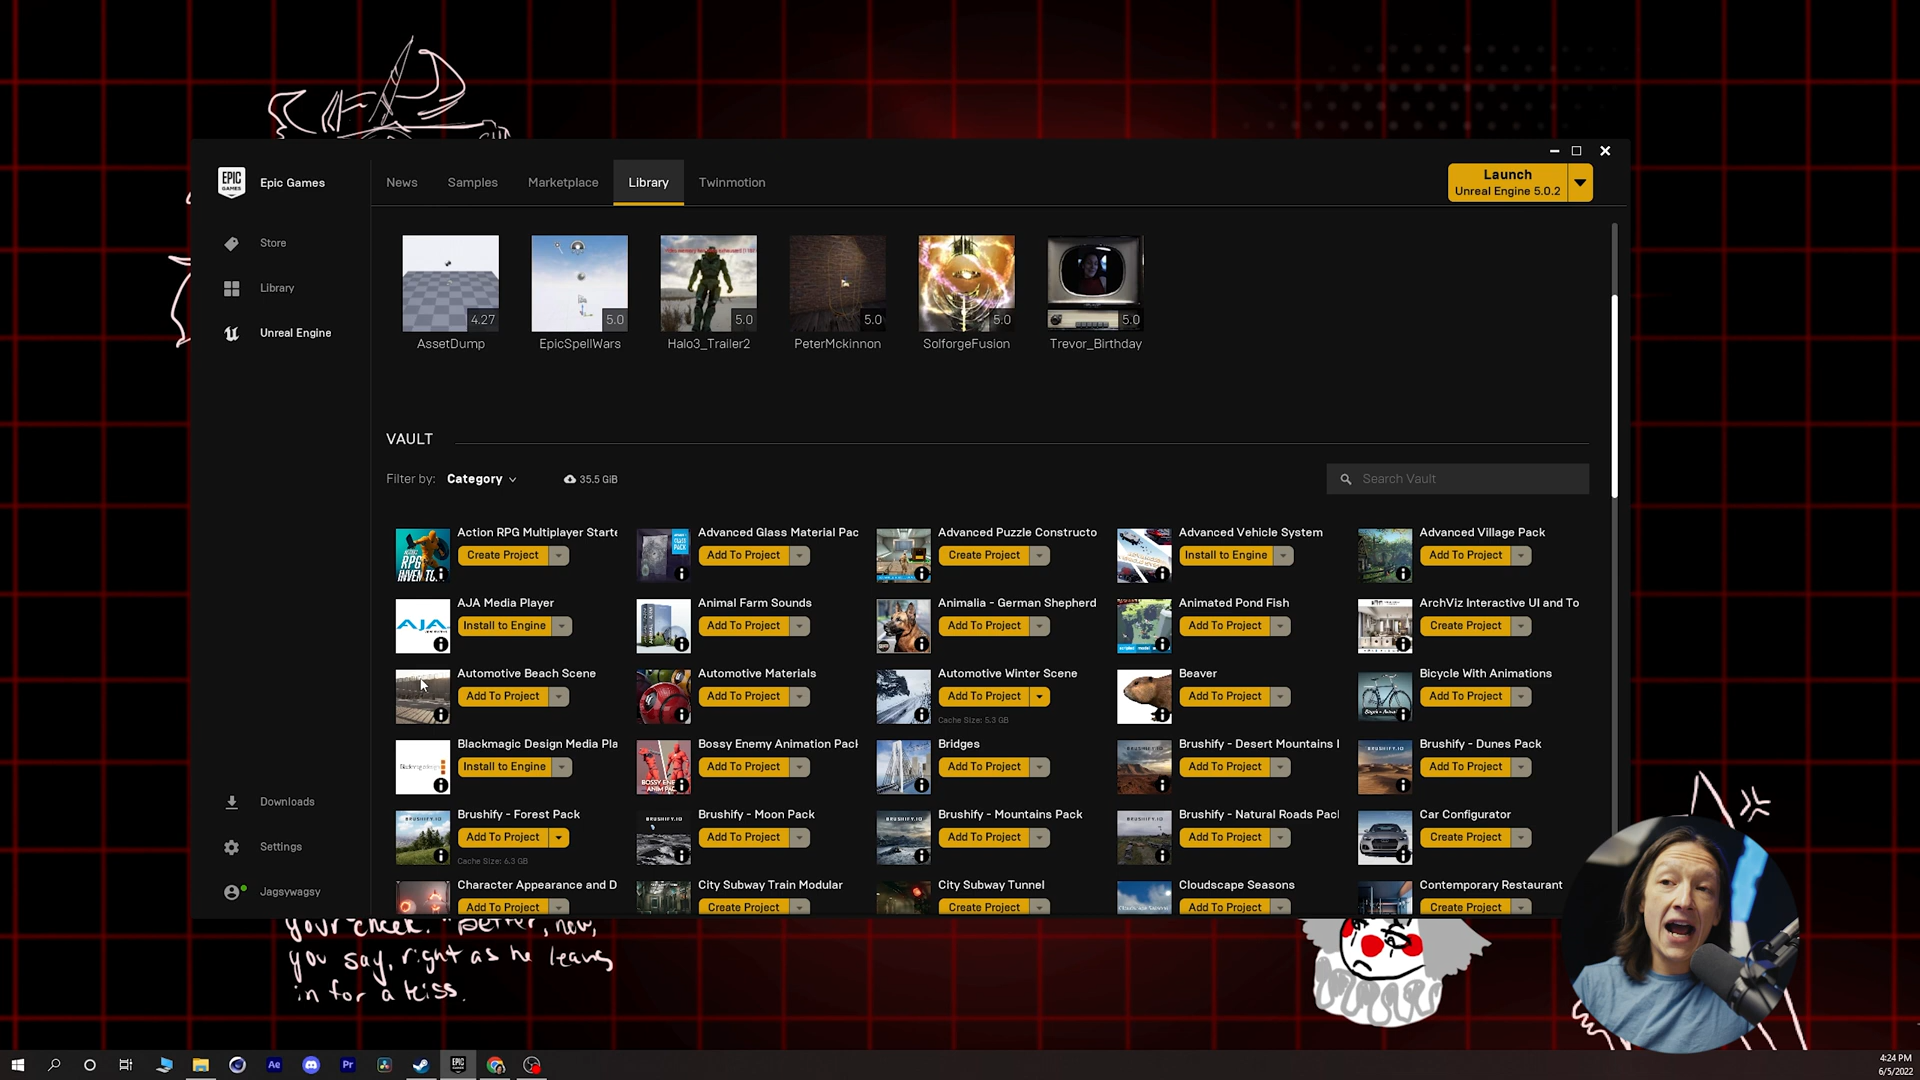 EPIC GAMES
Epic Games
News
Samples
Marketplace
Library
Twinmotion
Launch
Unreal Engine 5.0.2
Store
Library
Unreal Engine
4.27
5.0
5.0
5.0
5.0
5.0
AssetDump
EpicSpellWars
Halo3_Trailer2
PeterMckinnon
SolforgeFusion
Trevor_Birthday
VAULT
Filter by:
Category
35.5 GiB
Search Vault
Action RPG Multiplayer Starte
Create Project
Advanced Glass Material Pac
Add To Project
Advanced Puzzle Constructo
Create Project
Advanced Vehicle System
Install to Engine
Advanced Village Pack
Add To Project
AJA Media Player
Install to Engine
AJA
Animal Farm Sounds
Add To Project
Animalia - German Shepherd
Add To Project
Animated Pond Fish
Add To Project
ArchViz Interactive UI and To
Create Project
Automotive Beach Scene
Add To Project
Automotive Materials
Add To Project
Automotive Winter Scene
Add To Project
Cache Size: 5.3 GB
Beaver
Add To Project
Bicycle With Animations
Add To Project
Blackmagic Design Media Pla
Install to Engine
Bossy Enemy Animation Pack
Add To Project
Bridges
Add To Project
Brushify - Desert Mountains
Add To Project
Brushify - Dunes Pack
Add To Project
Brushify - Forest Pack
Add To Project
Cache Size: 6.3 GB
Brushify - Moon Pack
Add To Project
Brushify - Mountains Pack
Add To Project
Brushify - Natural Roads Pac
Add To Project
Car Configurator
Create Project
Character Appearance and D
Add To Project
City Subway Train Modular
Create Project
City Subway Tunnel
Create Project
Cloudscape Seasons
Add To Project
Contemporary Restaurant
Create Project
Downloads
Settings
Jagsywagsy
your cheek. "Better, now,
you say, right as he leans
in for a kiss.
Ae
Pr
EPIC
4:24 PM
6/5/2022